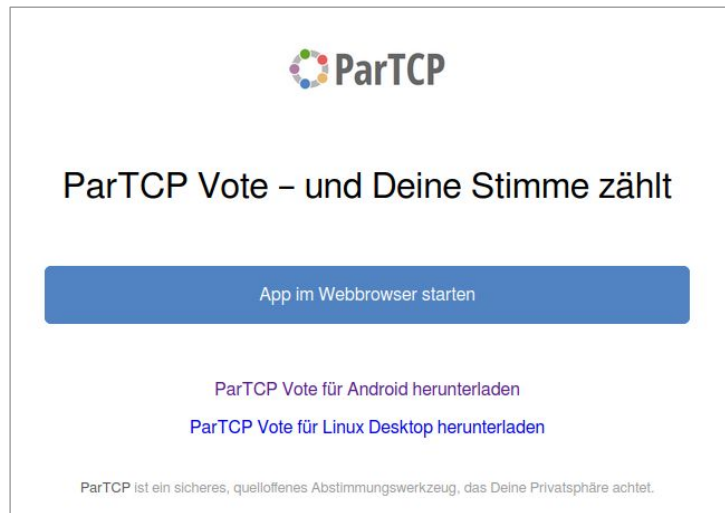 ParTCP
ParTCP Vote – und Deine Stimme zählt
App im Webbrowser starten
ParTCP Vote für Android herunterladen
ParTCP Vote für Linux Desktop herunterladen
ParTCP ist ein sicheres, quelloffenes Abstimmungswerkzeug, das Deine Privatsphäre achtet.